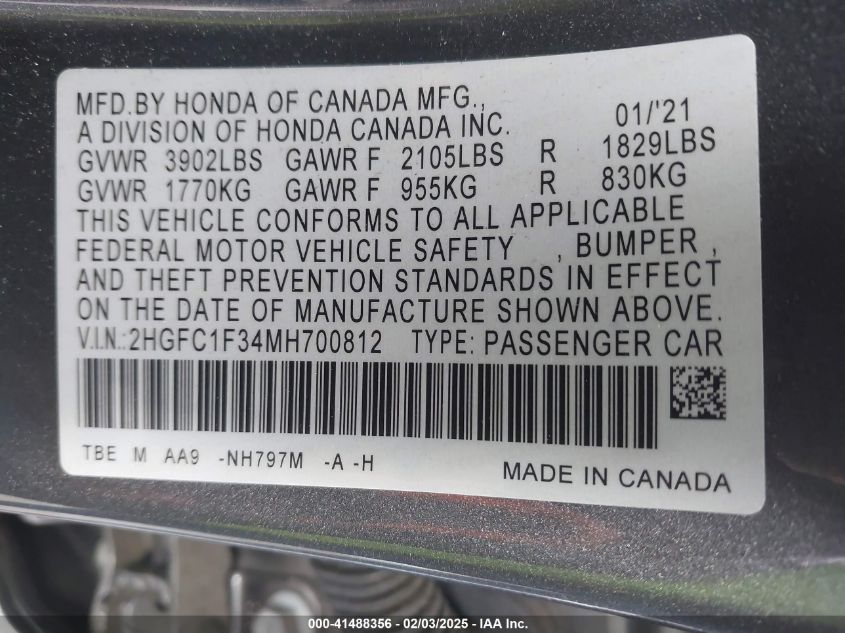 MFD.BY HONDA OF CANADA MFG., 01/'21
A DIVISION OF HONDA CANADA INC.
GVWR 3902LBS GAWR F 2105LBS R 1829LBS
GVWR 1770KG GAWR F 955KG R 830KG
THIS VEHICLE CONFORMS TO ALL APPLICABLE
FEDERAL MOTOR VEHICLE SAFETY , BUMPER ,
AND THEFT PREVENTION STANDARDS IN EFFECT
ON THE DATE OF MANUFACTURE SHOWN ABOVE.
V.I.N.:2HGFC1F34MH700812 TYPE: PASSENGER CAR
TBE M AA9 -NH797M -A -H
MADE IN CANADA
000-41488356 - 02/03/2025 - IAA Inc.